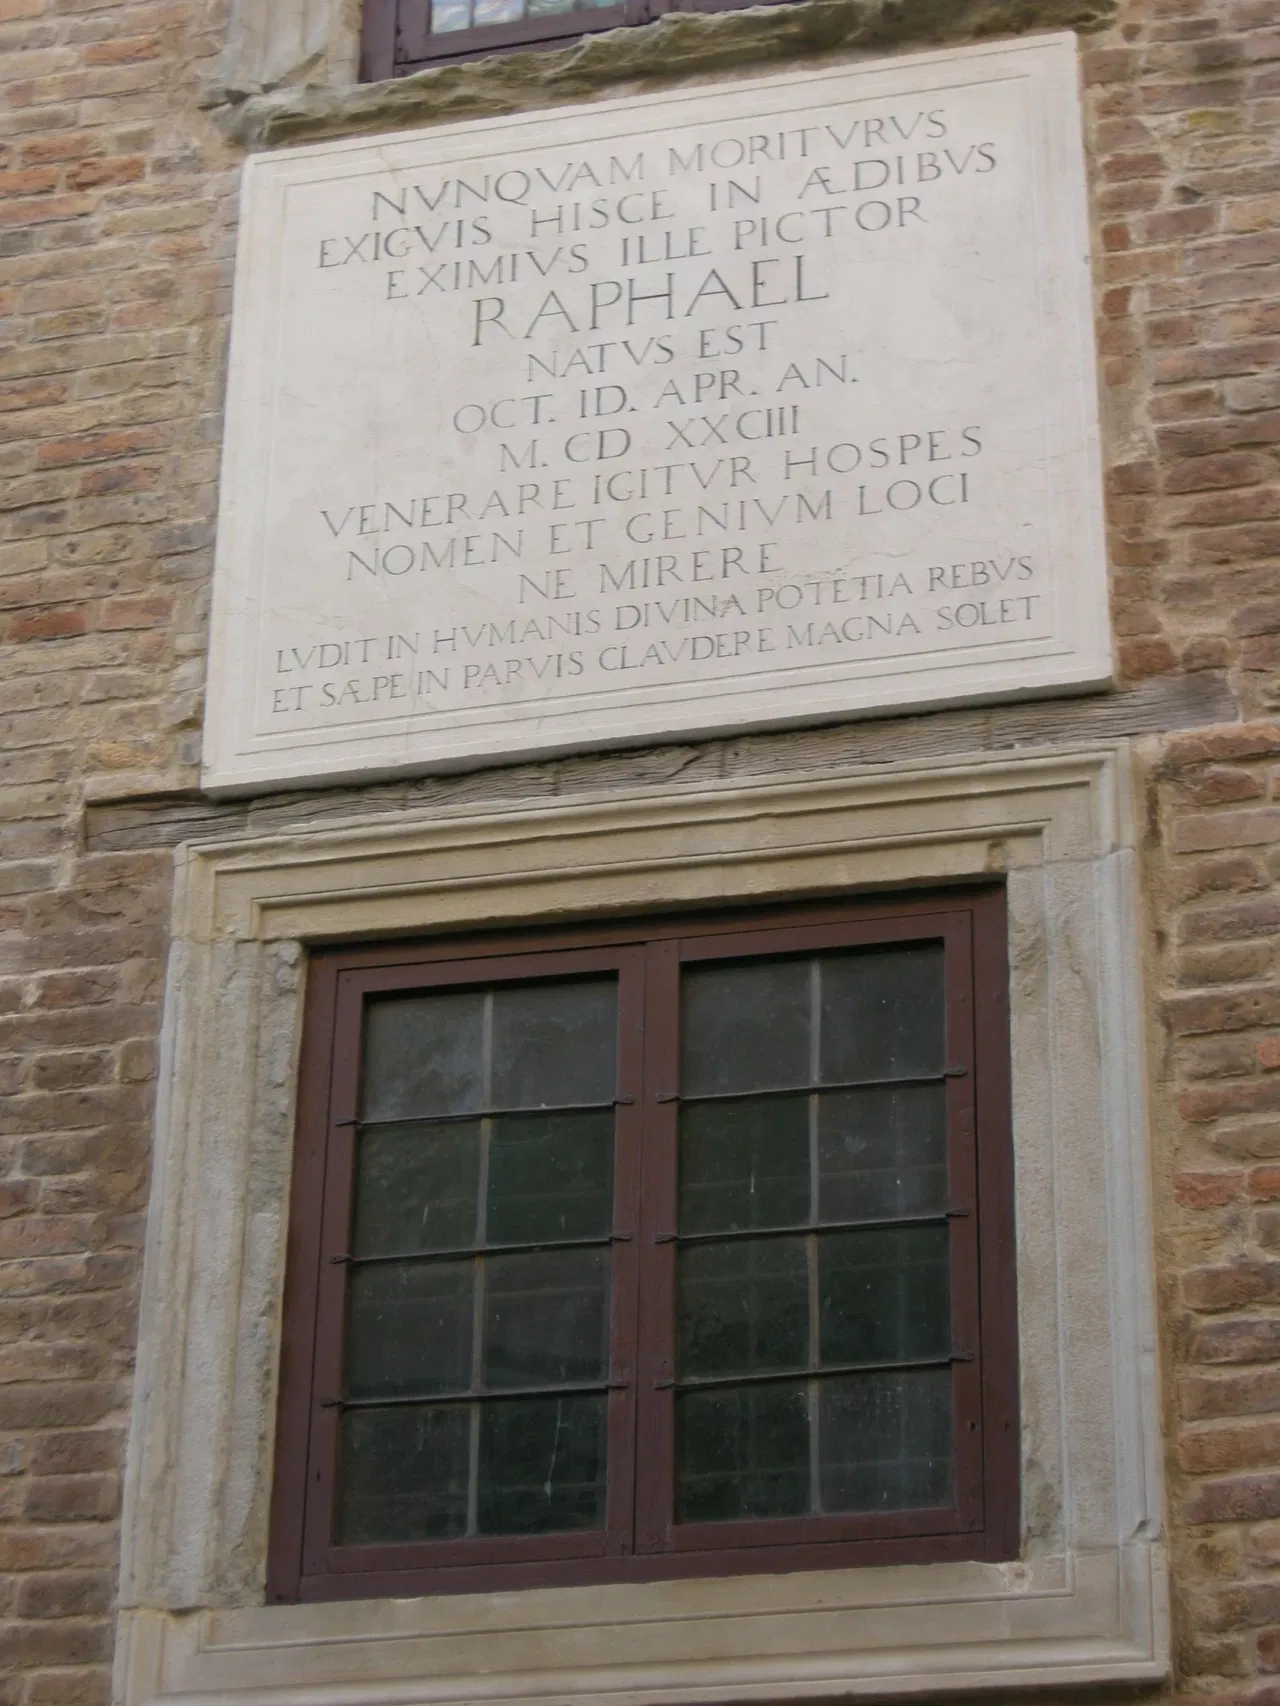 NVNQVAM MORITVRVS
EXIGVIS HISCE IN ÆDIBVS
EXIMIVS ILLE PICTOR
RAPHAEL
NATVS EST
OCT. ID. APR. AN.
M. CD XXCIII
VENERARE IGITVR HOSPES
NOMEN ET GENIVM LOCI
NE MIRERE
LVDIT IN HVMANIS DIVINA POTẼTIA REBVS
ET SÆPE IN PARVIS CLAVDERE MAGNA SOLET